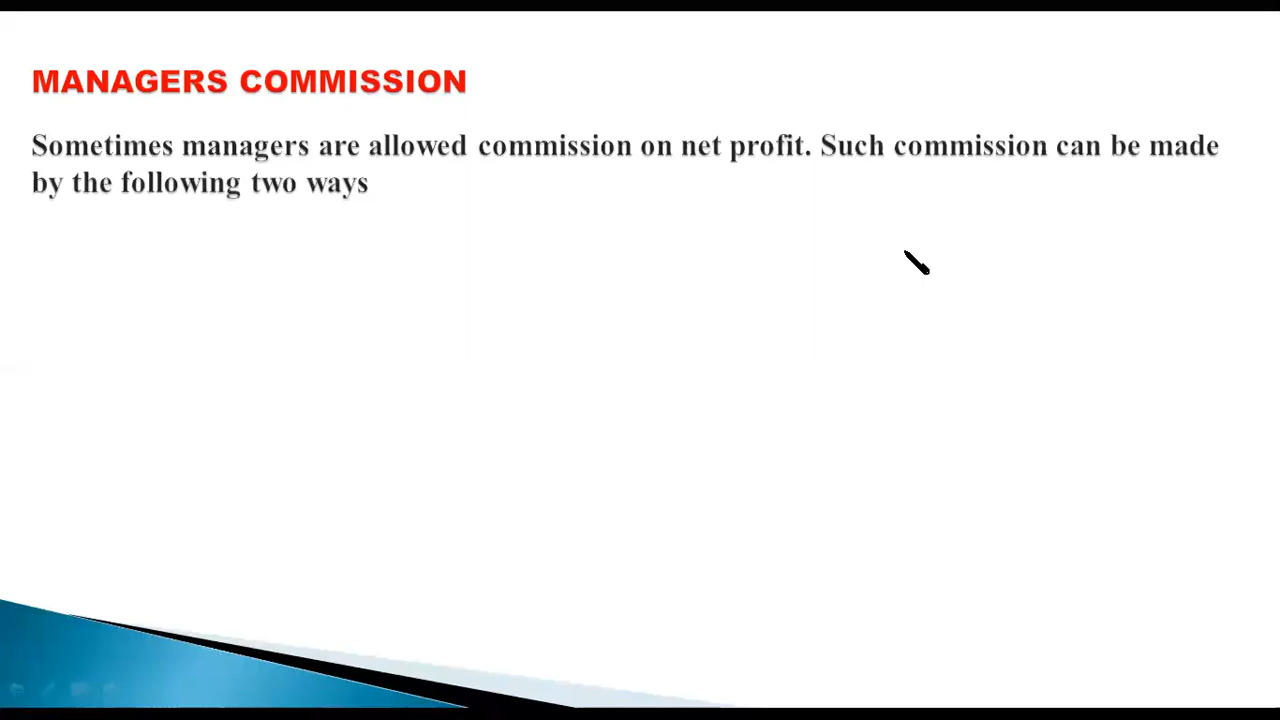 MANAGERS COMMISSION
Sometimes managers are allowed commission on net profit. Such commission can be made
by the following two ways